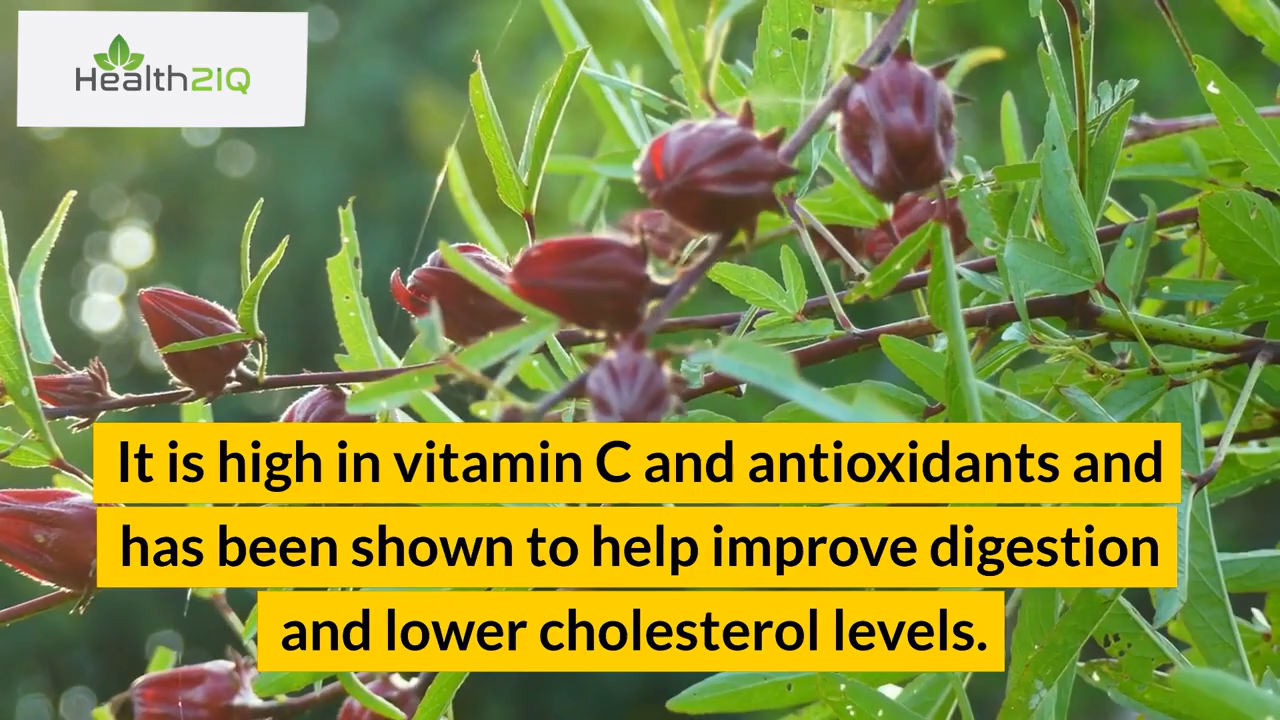 Health2IQ
It is high in vitamin C and antioxidants and
has been shown to help improve digestion
and lower cholesterol levels.